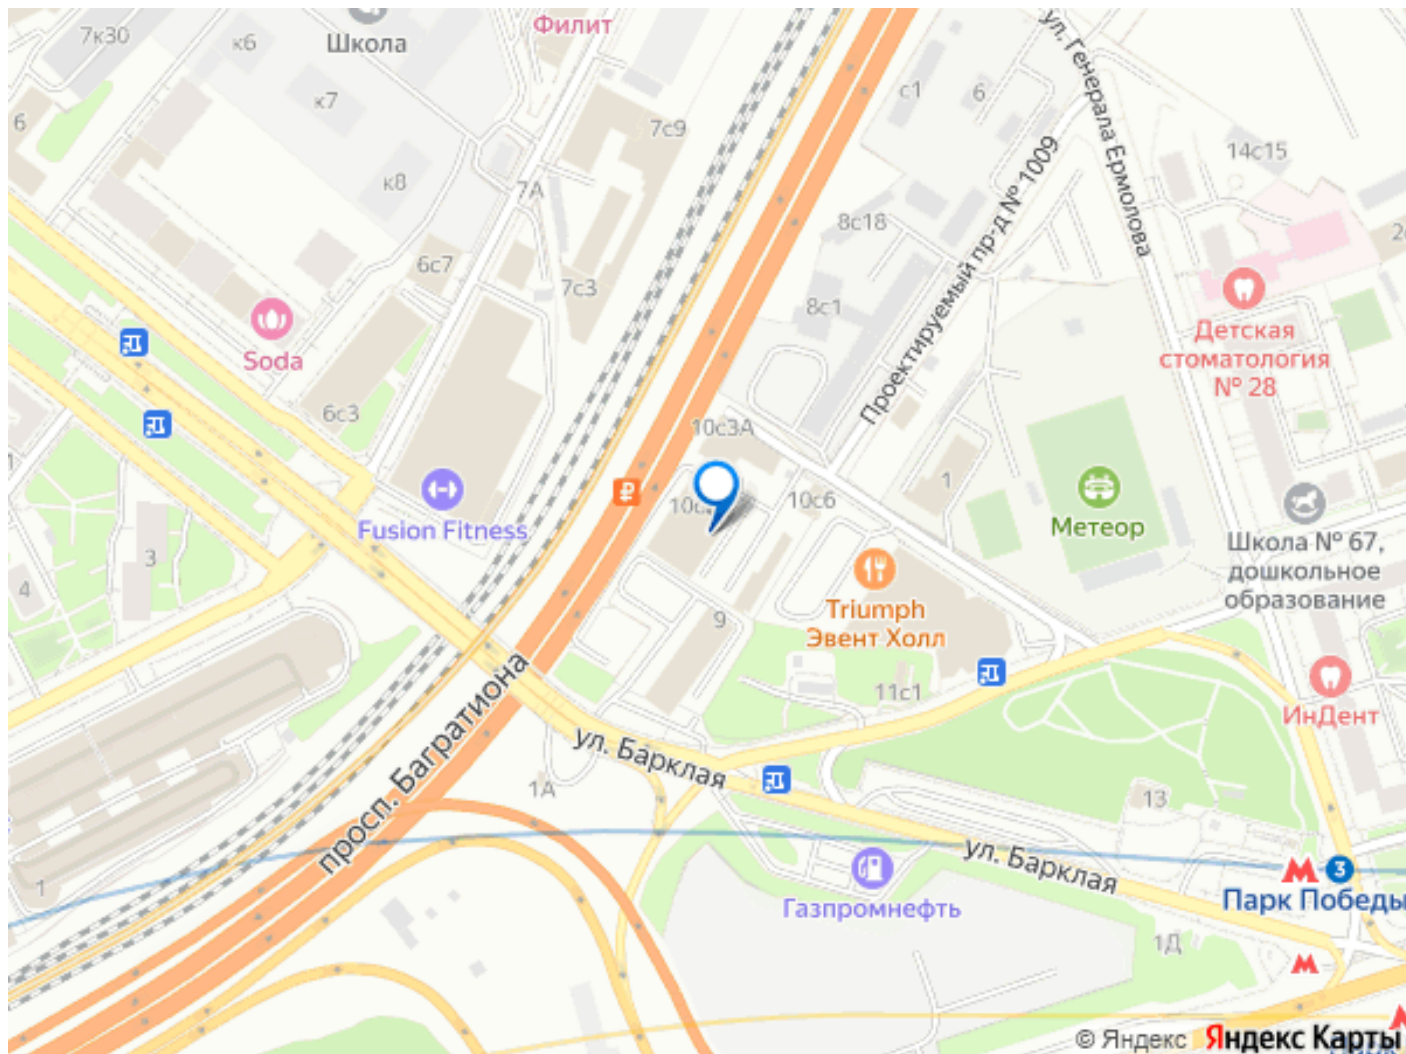 7к30
к6
Школа
Филит
к7
6
7с9
к8
7А
с1
6
ул. Генерала Ермолова
14с15
Проектируемый пр-д № 1009
8с18
6с7
7с3
8с1
Soda
Детская
стоматология
№ 28
6с3
10с3А
Fusion Fitness
10с6
1
Метеор
Школа № 67,
дошкольное
образование
3
4
Triumph
Эвент Холл
9
11с1
ИнДент
просп. Багратиона
ул. Барклая
1А
13
ул. Барклая
Газпромнефть
3
Парк Победы
1
1Д
© Яндекс Яндекс Карты